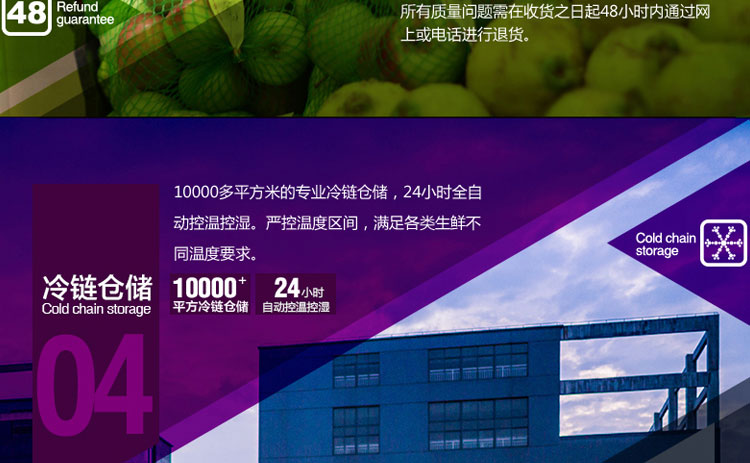 48
Refund
guarantee
所有质量问题需在收货之日起48小时内通过网
上或电话进行退货。
10000多平方米的专业冷链仓储，24小时全自
动控温控湿。严控温度区间，满足各类生鲜不
同温度要求。
Cold chain
storage
冷链仓储
Cold chain storage
04
10000+
平方冷链仓储
24小时
自动控温控湿